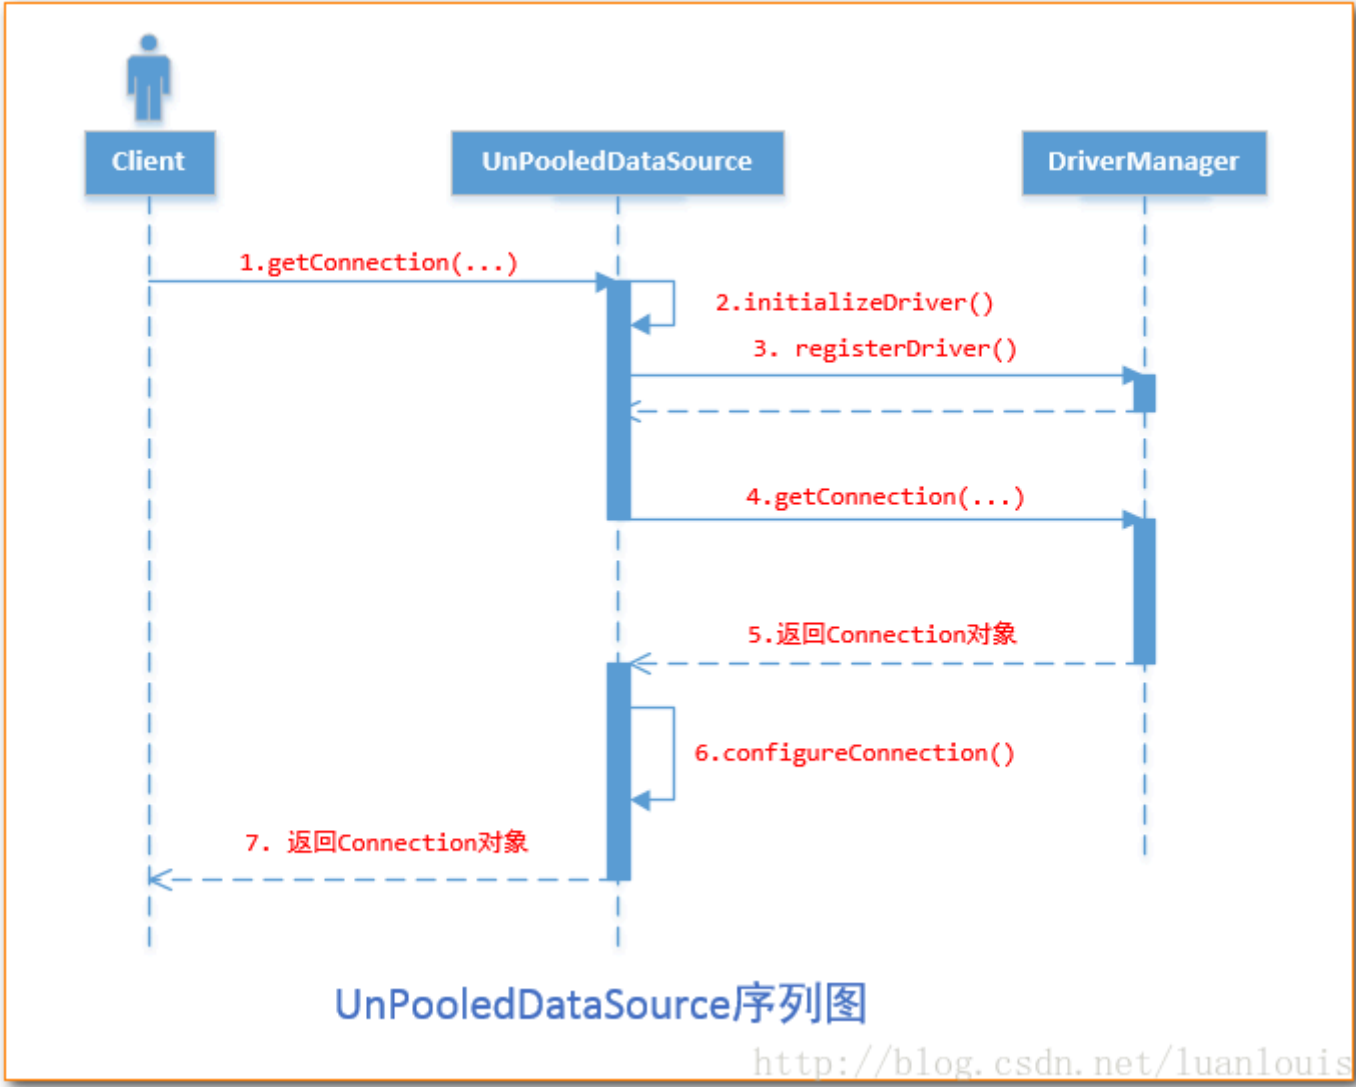 Client
UnPooledDataSource
DriverManager
1.getConnection(...)
2.initializeDriver()
3. registerDriver()
4.getConnection(...)
5.返回Connection对象
6.configureConnection()
7. 返回Connection对象
UnPooledDataSource序列图
http://blog.csdn.net/luanlouis